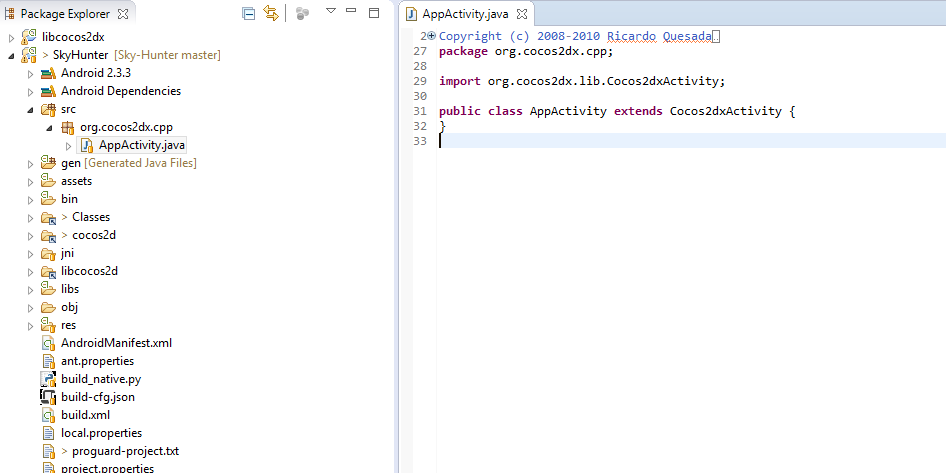 Package Explorer
libcocos2dx
> SkyHunter [Sky-Hunter master]
Android 2.3.3
Android Dependencies
src
org.cocos2dx.cpp
AppActivity.java
gen [Generated Java Files]
assets
bin
> Classes
> cocos2d
jni
libcocos2d
libs
obj
res
AndroidManifest.xml
ant.properties
build_native.py
build-cfg.json
build.xml
local.properties
> proguard-project.txt
project.properties
AppActivity.java
2 Copyright (c) 2008-2010 Ricardo Quesada
27 package org.cocos2dx.cpp;
28
29 import org.cocos2dx.lib.Cocos2dxActivity;
30
31 public class AppActivity extends Cocos2dxActivity {
32 }
33